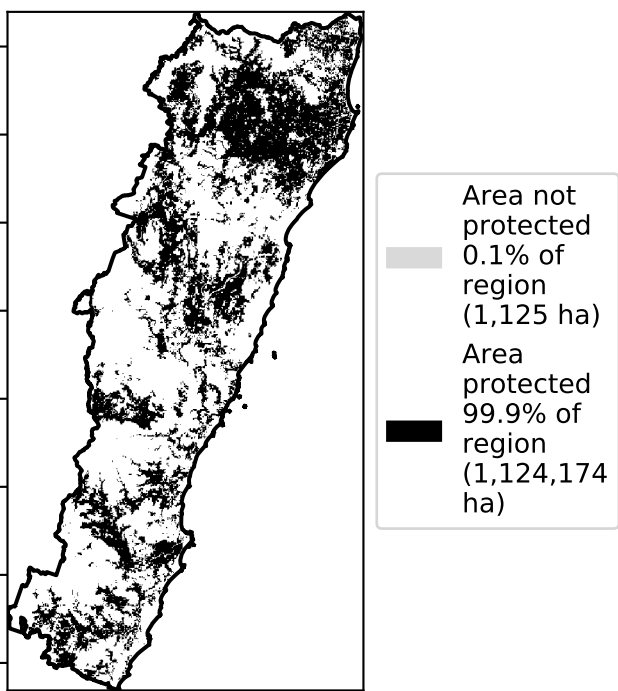 Area not
protected
0.1% of
region
(1,125 ha)
Area
protected
99.9% of
region
(1,124,174
ha)